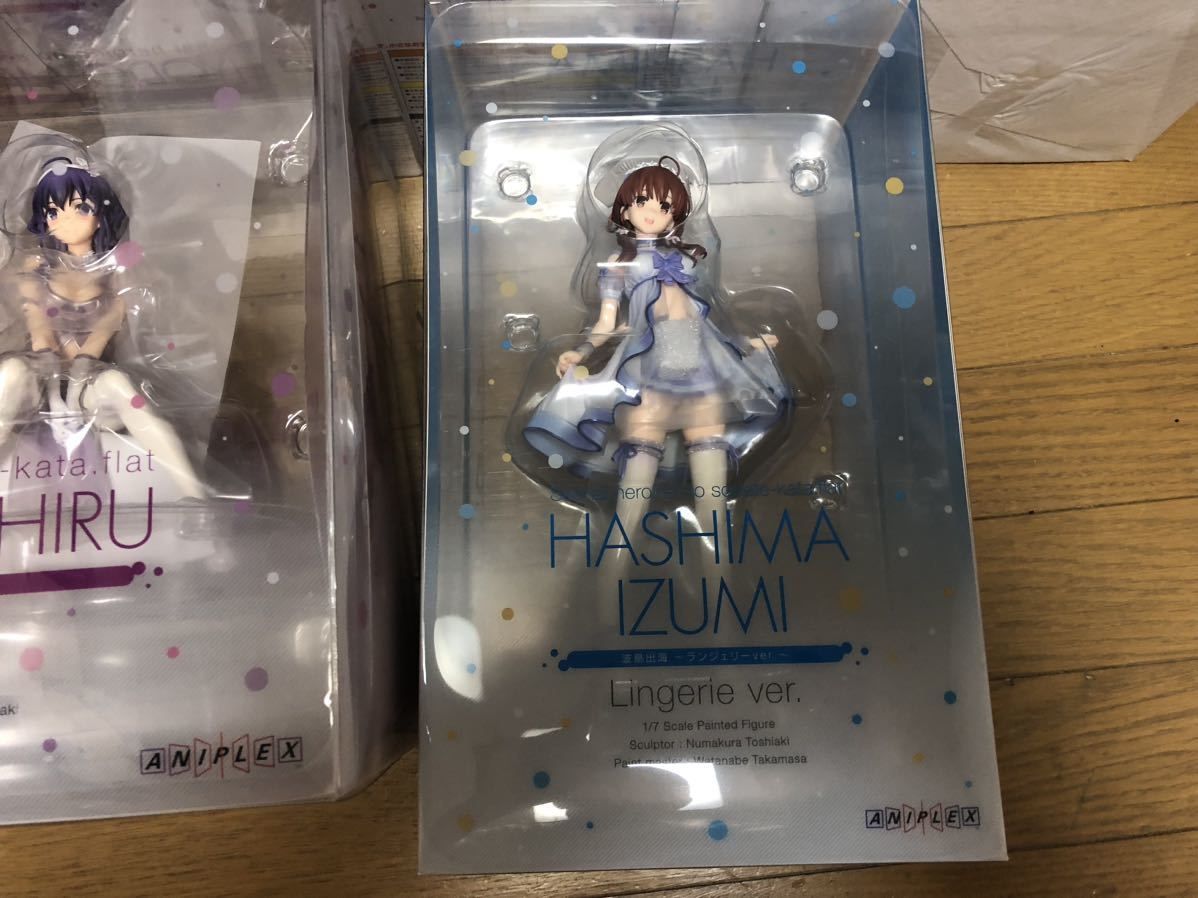 -kata.flat
HIRU
aki
ANIPLEX
HASHIMA
IZUMI
波島出海 ～ランジェリーver.～
Lingerie ver.
1/7 Scale Painted Figure
Sculptor : Numakura Toshiaki
Paint master : Watanabe Takamasa
ANIPLEX